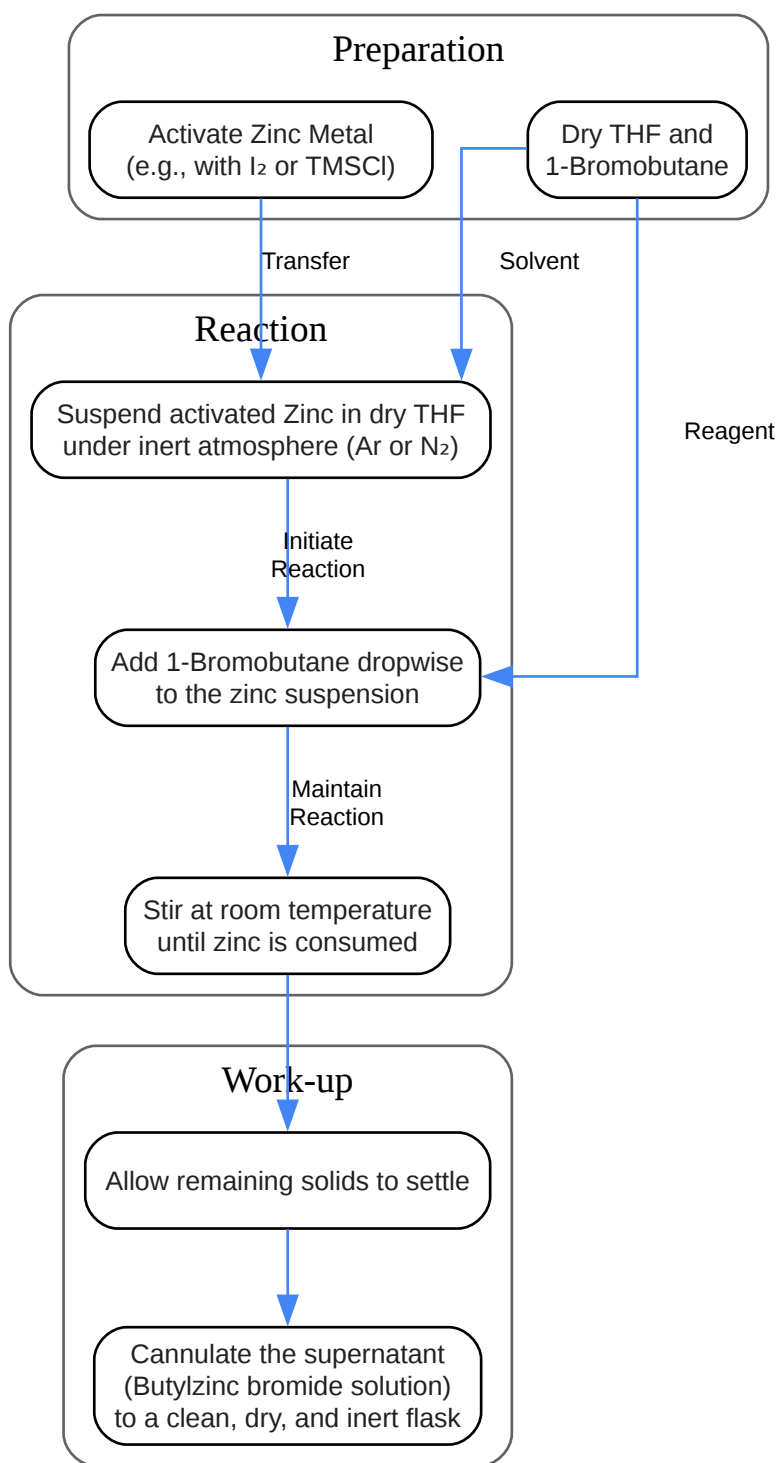 Preparation
Activate Zinc Metal
(e.g., with I₂ or TMSCl)
Dry THF and
1-Bromobutane
Transfer
Solvent
Reaction
Suspend activated Zinc in dry THF
under inert atmosphere (Ar or N₂)
Reagent
Initiate
Reaction
Add 1-Bromobutane dropwise
to the zinc suspension
Maintain
Reaction
Stir at room temperature
until zinc is consumed
Work-up
Allow remaining solids to settle
Cannulate the supernatant
(Butylzinc bromide solution)
to a clean, dry, and inert flask